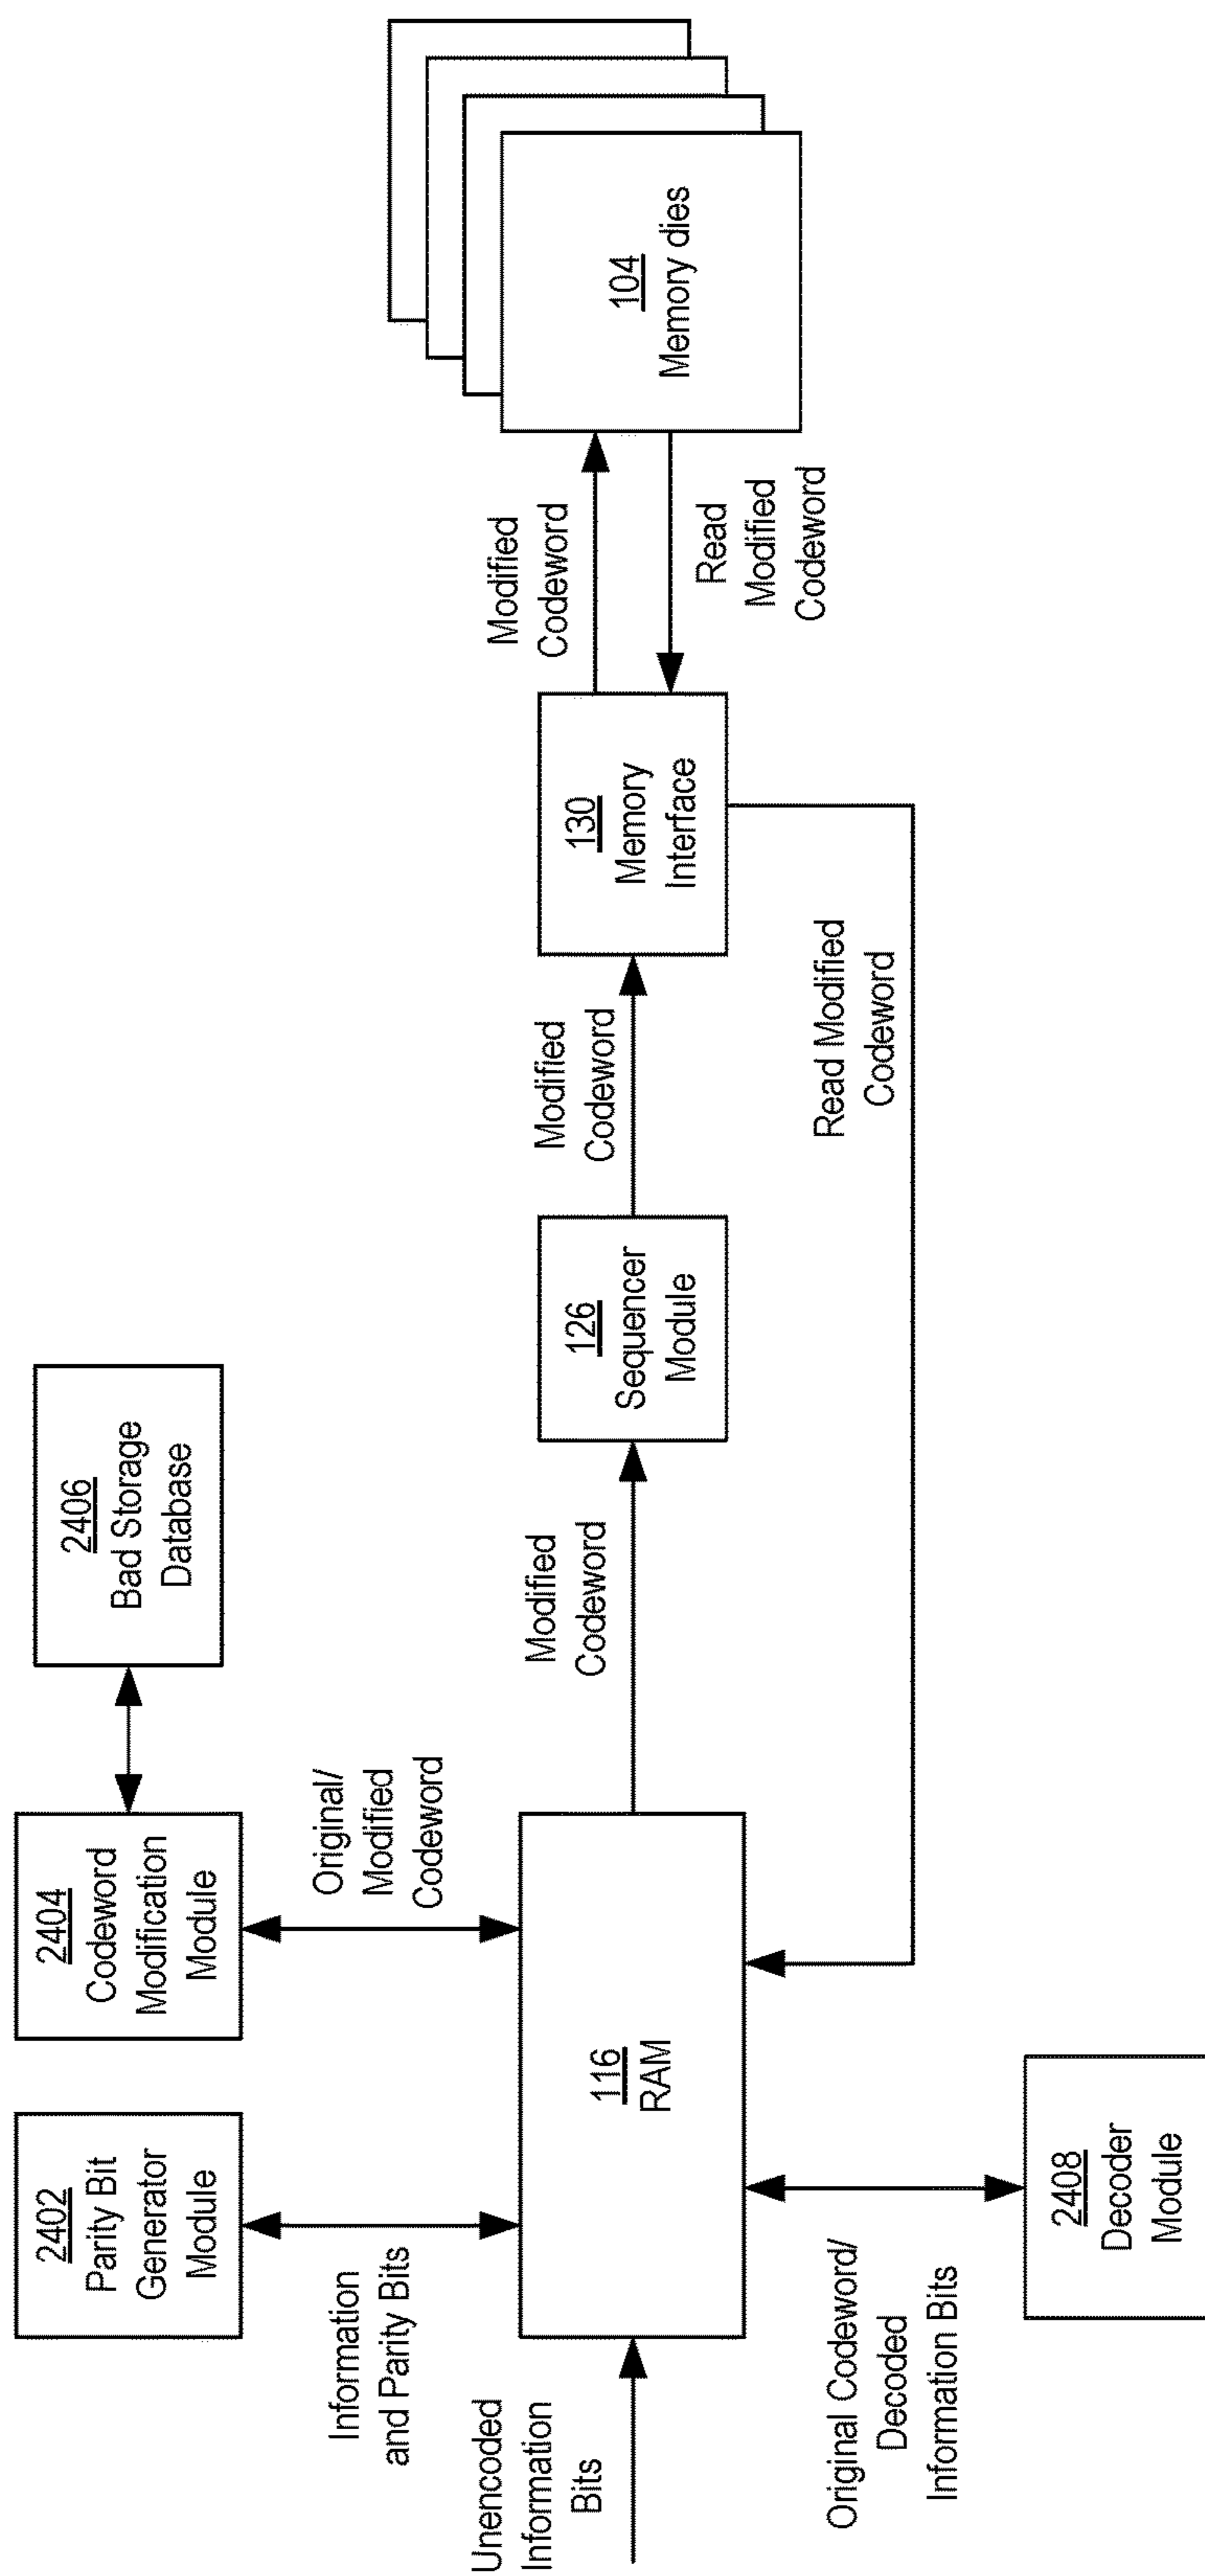 2402
Parity Bit
Generator
Module
2404
Codeword
Modification
Module
2406
Bad Storage
Database
Information
and Parity Bits
Original/
Modified
Codeword
Unencoded
Information
Bits
116
RAM
Modified
Codeword
126
Sequencer
Module
Modified
Codeword
130
Memory
Interface
Modified
Codeword
Read
Modified
Codeword
104
Memory dies
Read Modified
Codeword
Original Codeword/
Decoded
Information Bits
2408
Decoder
Module